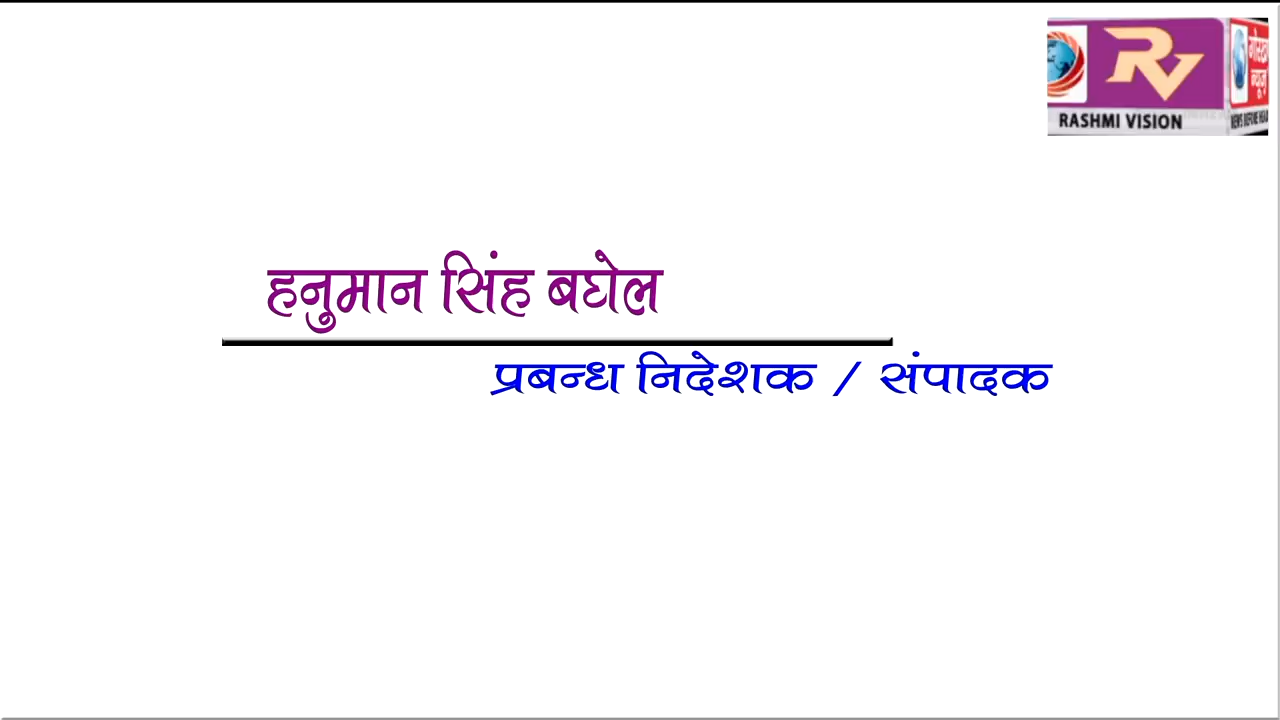 RV
RASHMI VISION
हनुमान सिंह बघेल
प्रबन्ध निदेशक / संपादक